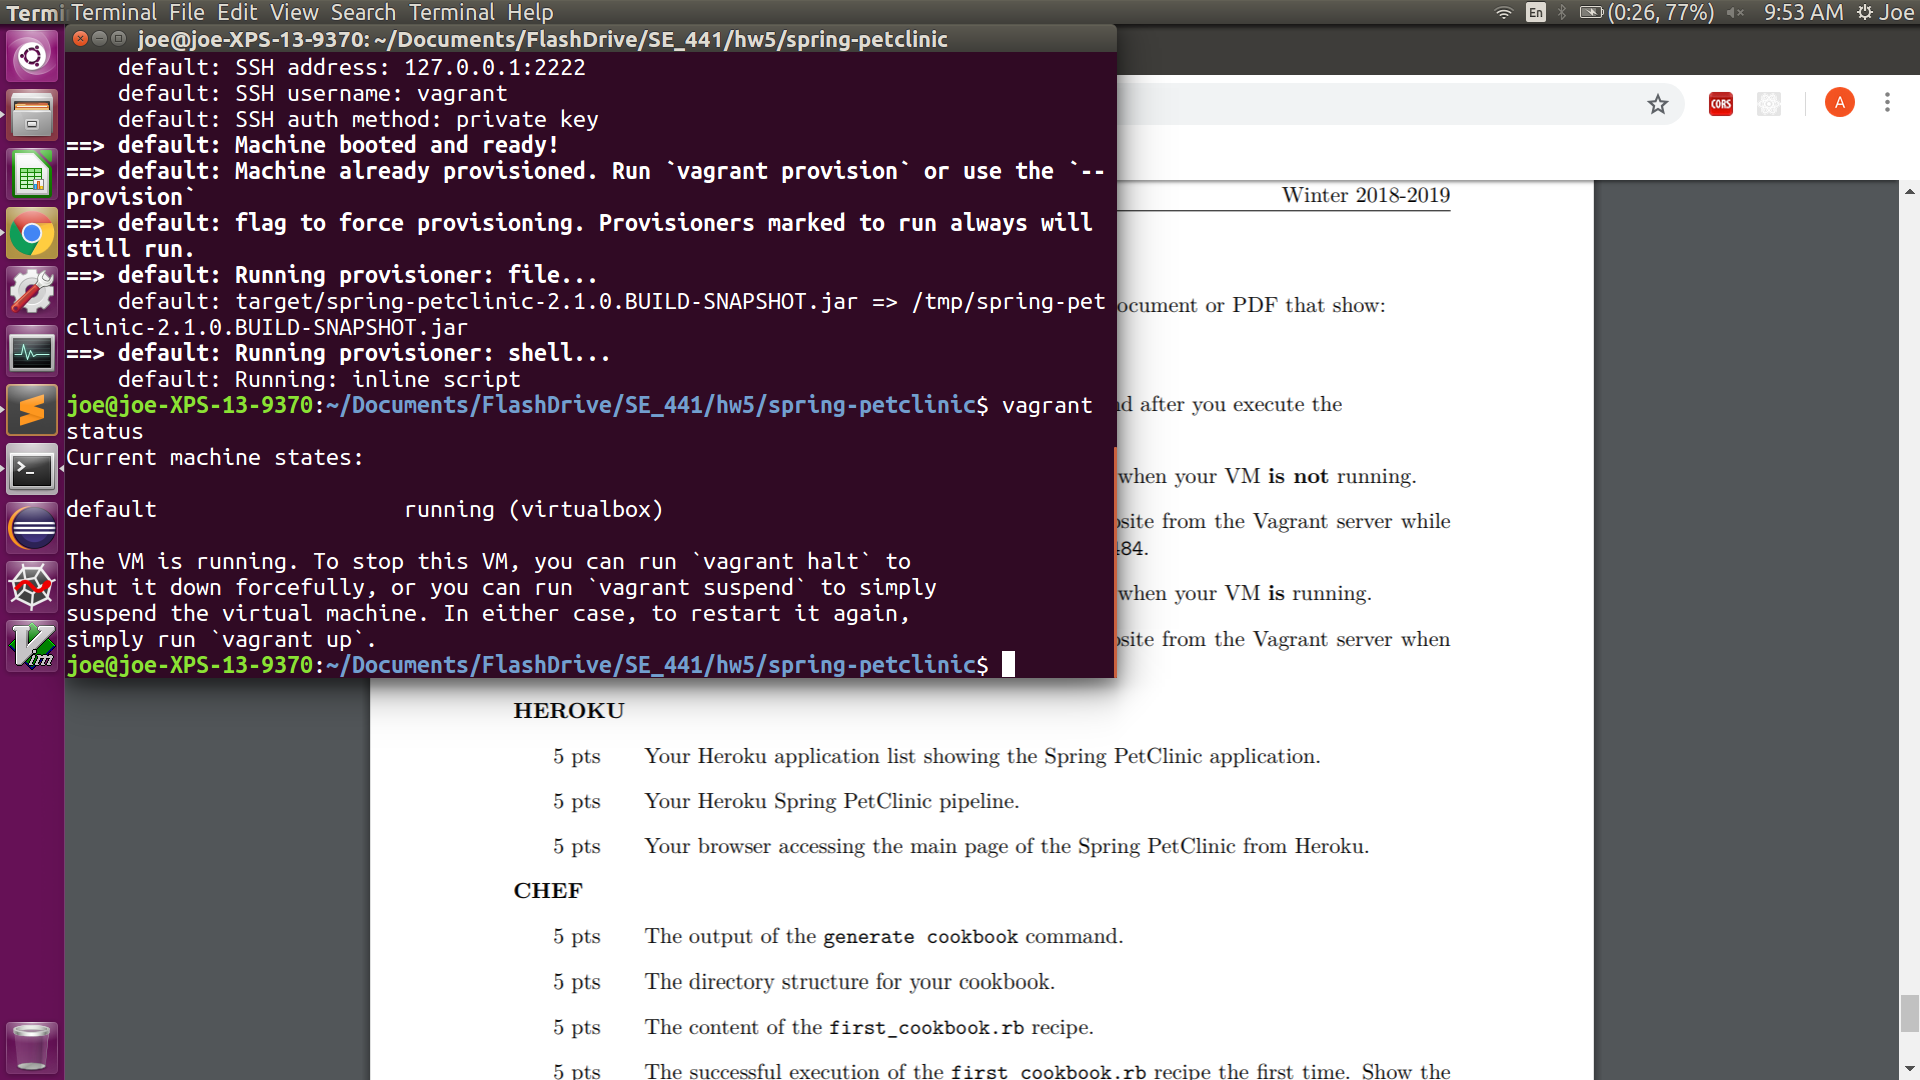 Terminal File Edit View Search Terminal Help
En (0:26, 77%) 9:53 AM Joe
joe@joe-XPS-13-9370: ~/Documents/FlashDrive/SE_441/hw5/spring-petclinic
default: SSH address: 127.0.0.1:2222
default: SSH username: vagrant
default: SSH auth method: private key
==> default: Machine booted and ready!
==> default: Machine already provisioned. Run `vagrant provision` or use the `--
provision`
==> default: flag to force provisioning. Provisioners marked to run always will
still run.
==> default: Running provisioner: file...
default: target/spring-petclinic-2.1.0.BUILD-SNAPSHOT.jar => /tmp/spring-pet
clinic-2.1.0.BUILD-SNAPSHOT.jar
==> default: Running provisioner: shell...
default: Running: inline script
joe@joe-XPS-13-9370:~/Documents/FlashDrive/SE_441/hw5/spring-petclinic$ vagrant
status
Current machine states:
default running (virtualbox)
The VM is running. To stop this VM, you can run `vagrant halt` to
shut it down forcefully, or you can run `vagrant suspend` to simply
suspend the virtual machine. In either case, to restart it again,
simply run `vagrant up`.
joe@joe-XPS-13-9370:~/Documents/FlashDrive/SE_441/hw5/spring-petclinic$
CORS A
Winter 2018-2019
or PDF that show:
after you execute the
when your VM is not running.
from the Vagrant server while
when your VM is running.
from the Vagrant server when
HEROKU
5 pts Your Heroku application list showing the Spring PetClinic application.
5 pts Your Heroku Spring PetClinic pipeline.
5 pts Your browser accessing the main page of the Spring PetClinic from Heroku.
CHEF
5 pts The output of the generate cookbook command.
5 pts The directory structure for your cookbook.
5 pts The content of the first_cookbook.rb recipe.
5 pts The successful execution of the first_cookbook.rb recipe the first time. Show the